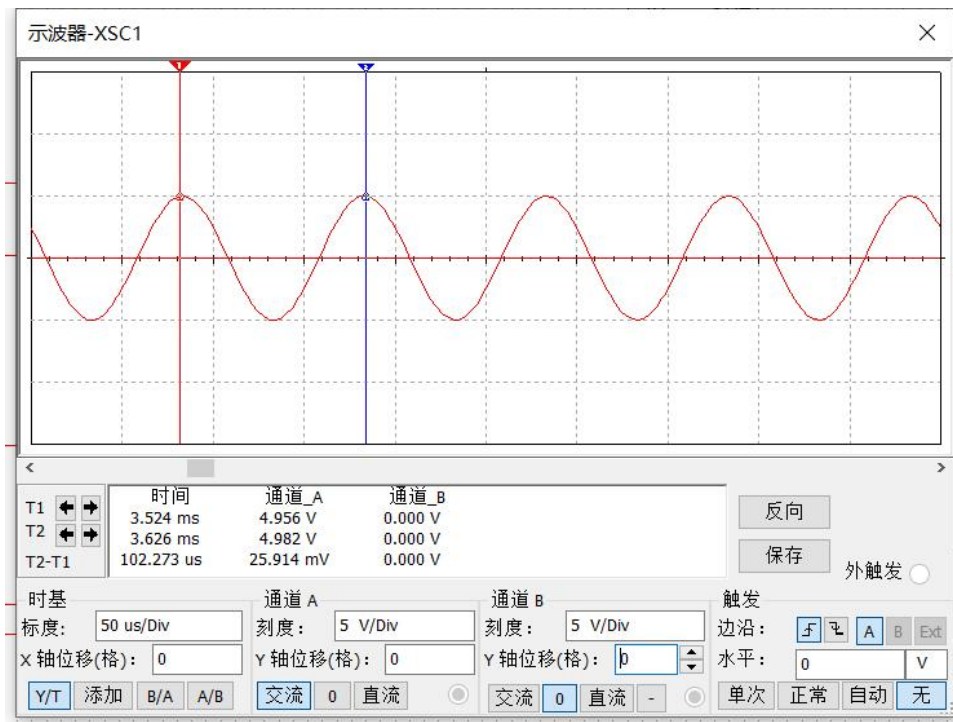 示波器-XSC1
1
2
时间 通道_A 通道_B
T1 3.524 ms 4.956 V 0.000 V
T2 3.626 ms 4.982 V 0.000 V
T2-T1 102.273 us 25.914 mV 0.000 V
反向
保存
外触发
时基 通道 A 通道 B 触发
标度: 50 us/Div 刻度: 5 V/Div 刻度: 5 V/Div 边沿: A B Ext
X 轴位移(格): 0 Y 轴位移(格): 0 Y 轴位移(格): 0 水平: 0 V
Y/T 添加 B/A A/B 交流 0 直流 交流 0 直流 - 单次 正常 自动 无